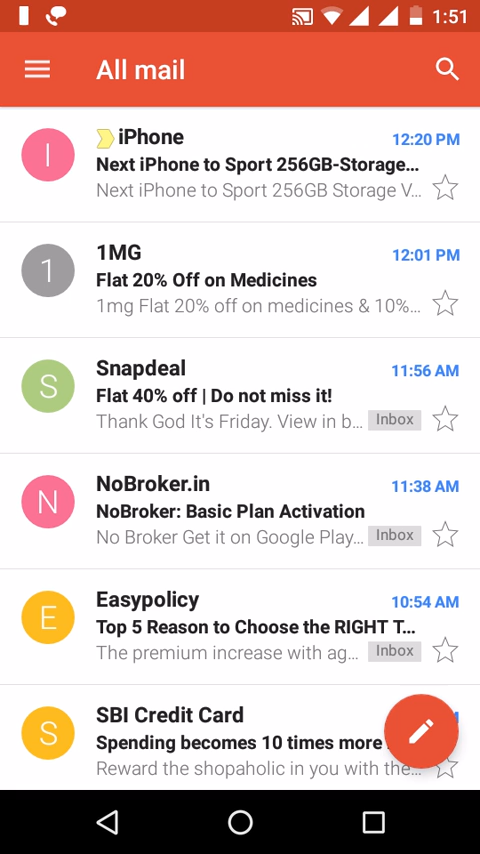 1:51
All mail
I
iPhone
12:20 PM
Next iPhone to Sport 256GB-Storage...
Next iPhone to Sport 256GB Storage V...
1
1MG
12:01 PM
Flat 20% Off on Medicines
1mg Flat 20% off on medicines & 10%...
S
Snapdeal
11:56 AM
Flat 40% off | Do not miss it!
Thank God It's Friday. View in b... Inbox
N
NoBroker.in
11:38 AM
NoBroker: Basic Plan Activation
No Broker Get it on Google Play... Inbox
E
Easypolicy
10:54 AM
Top 5 Reason to Choose the RIGHT T...
The premium increase with ag... Inbox
S
SBI Credit Card
Spending becomes 10 times more
Reward the shopaholic in you with the...